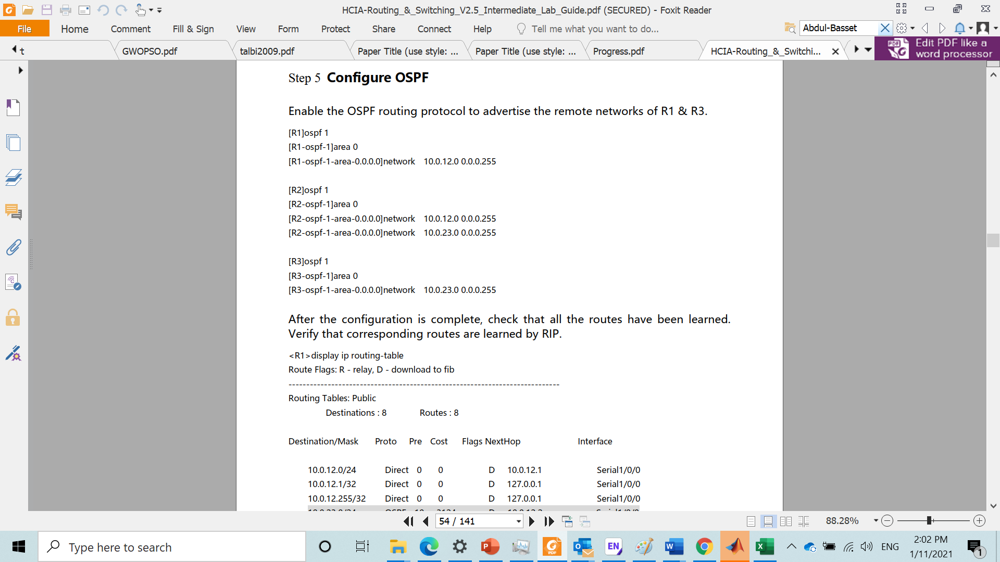 HCIA-Routing_&_Switching_V2.5_Intermediate_Lab_Guide.pdf (SECURED) - Foxit Reader
File Home Comment Fill & Sign View Form Protect Share Connect Help Tell me what you want to do... Abdul-Basset
t GWOPSO.pdf talbi2009.pdf Paper Title (use style: ... Paper Title (use style: ... Progress.pdf HCIA-Routing_&_Switchi...
Edit PDF like a
word processor
Step 5 Configure OSPF
Enable the OSPF routing protocol to advertise the remote networks of R1 & R3.
[R1]ospf 1
[R1-ospf-1]area 0
[R1-ospf-1-area-0.0.0.0]network 10.0.12.0 0.0.0.255
[R2]ospf 1
[R2-ospf-1]area 0
[R2-ospf-1-area-0.0.0.0]network 10.0.12.0 0.0.0.255
[R2-ospf-1-area-0.0.0.0]network 10.0.23.0 0.0.0.255
[R3]ospf 1
[R3-ospf-1]area 0
[R3-ospf-1-area-0.0.0.0]network 10.0.23.0 0.0.0.255
After the configuration is complete, check that all the routes have been learned.
Verify that corresponding routes are learned by RIP.
<R1>display ip routing-table
Route Flags: R - relay, D - download to fib
----------------------------------------------------------------------------
Routing Tables: Public
Destinations : 8 Routes : 8
Destination/Mask Proto Pre Cost Flags NextHop Interface
10.0.12.0/24 Direct 0 0 D 10.0.12.1 Serial1/0/0
10.0.12.1/32 Direct 0 0 D 127.0.0.1 Serial1/0/0
10.0.12.255/32 Direct 0 0 D 127.0.0.1 Serial1/0/0
54 / 141
88.28%
Type here to search
EN
ENG
2:02 PM
1/11/2021
1